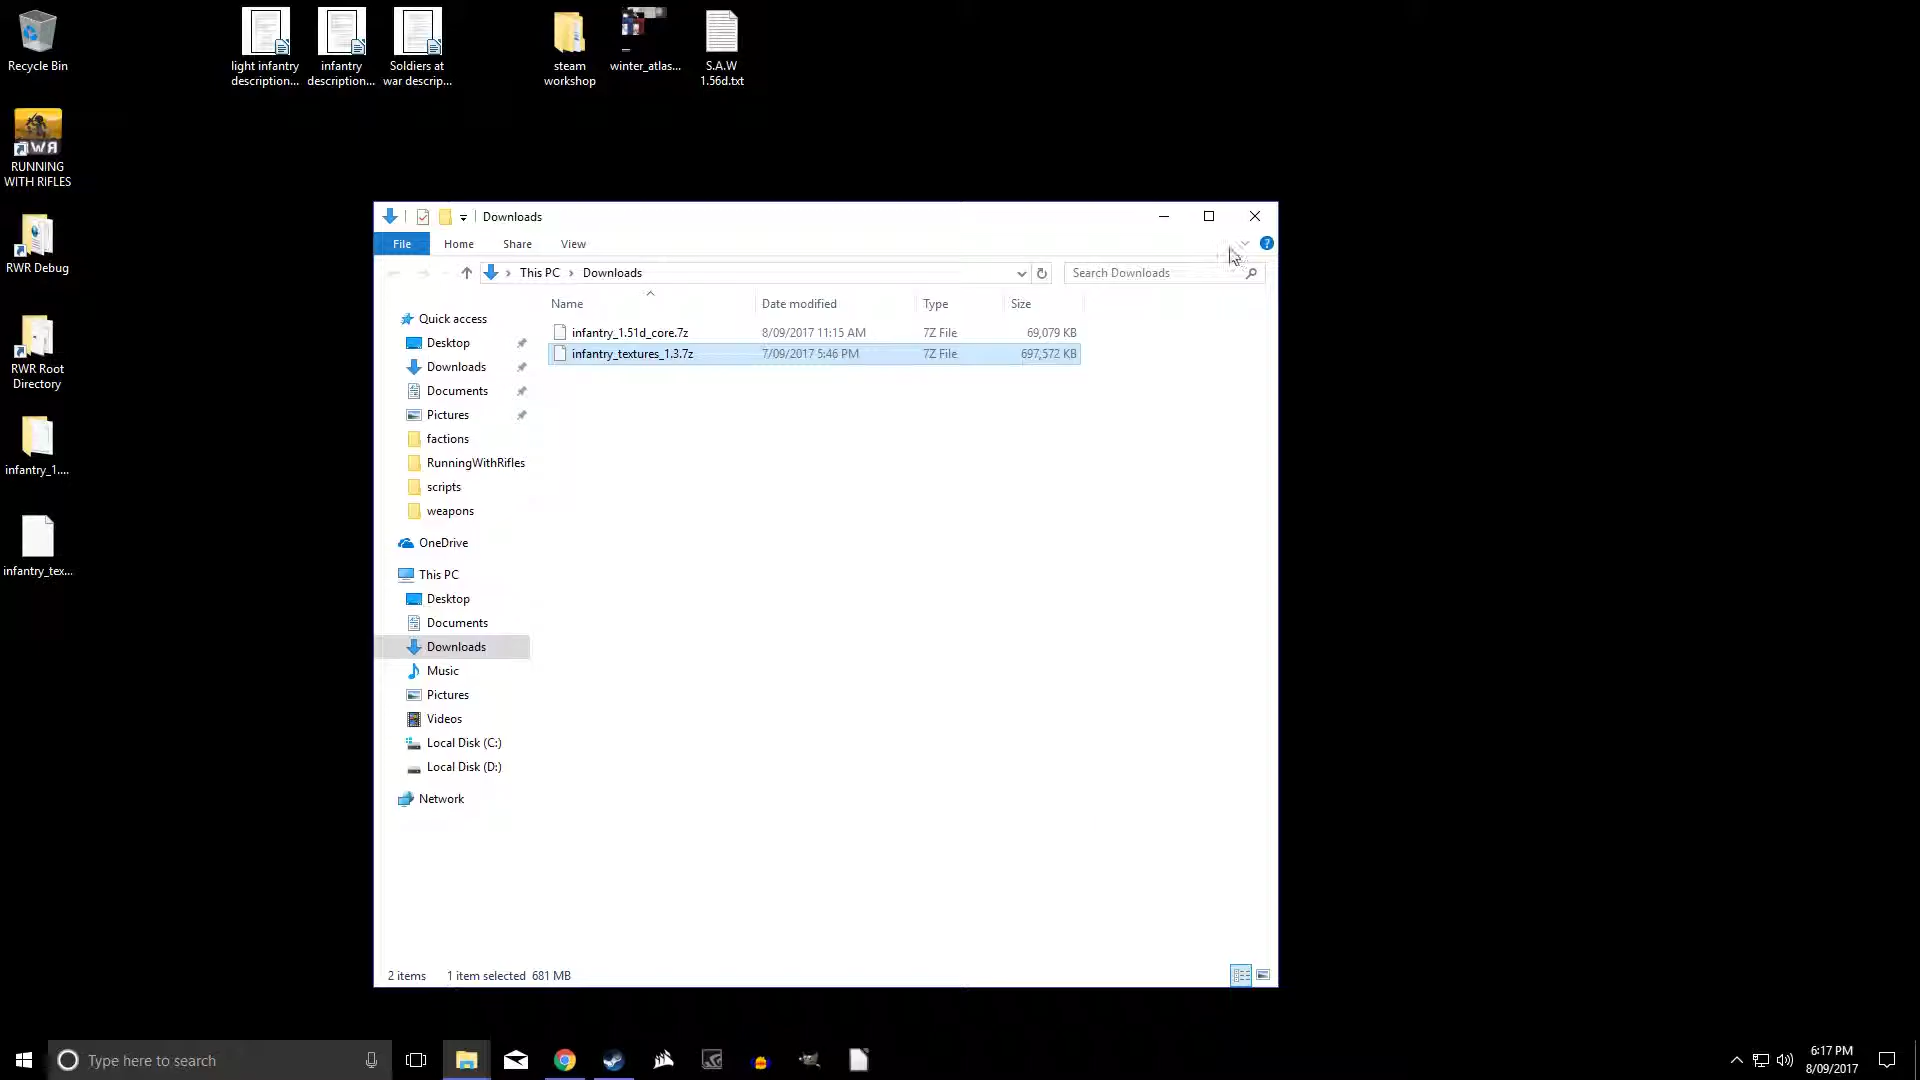 Recycle Bin
light infantry
description...
infantry
description...
Soldiers at
war descrip...
steam
workshop
winter_atlas...
S.A.W
1.56d.txt
RWR
RUNNING
WITH RIFLES
RWR Debug
RWR Root
Directory
infantry_1....
infantry_tex...
Downloads
File Home Share View
This PC Downloads
Search Downloads
Name Date modified Type Size
infantry_1.51d_core.7z 8/09/2017 11:15 AM 7Z File 69,079 KB
infantry_textures_1.3.7z 7/09/2017 5:46 PM 7Z File 697,572 KB
Quick access
Desktop
Downloads
Documents
Pictures
factions
RunningWithRifles
scripts
weapons
OneDrive
This PC
Desktop
Documents
Downloads
Music
Pictures
Videos
Local Disk (C:)
Local Disk (D:)
Network
2 items 1 item selected 681 MB
Type here to search
6:17 PM
8/09/2017